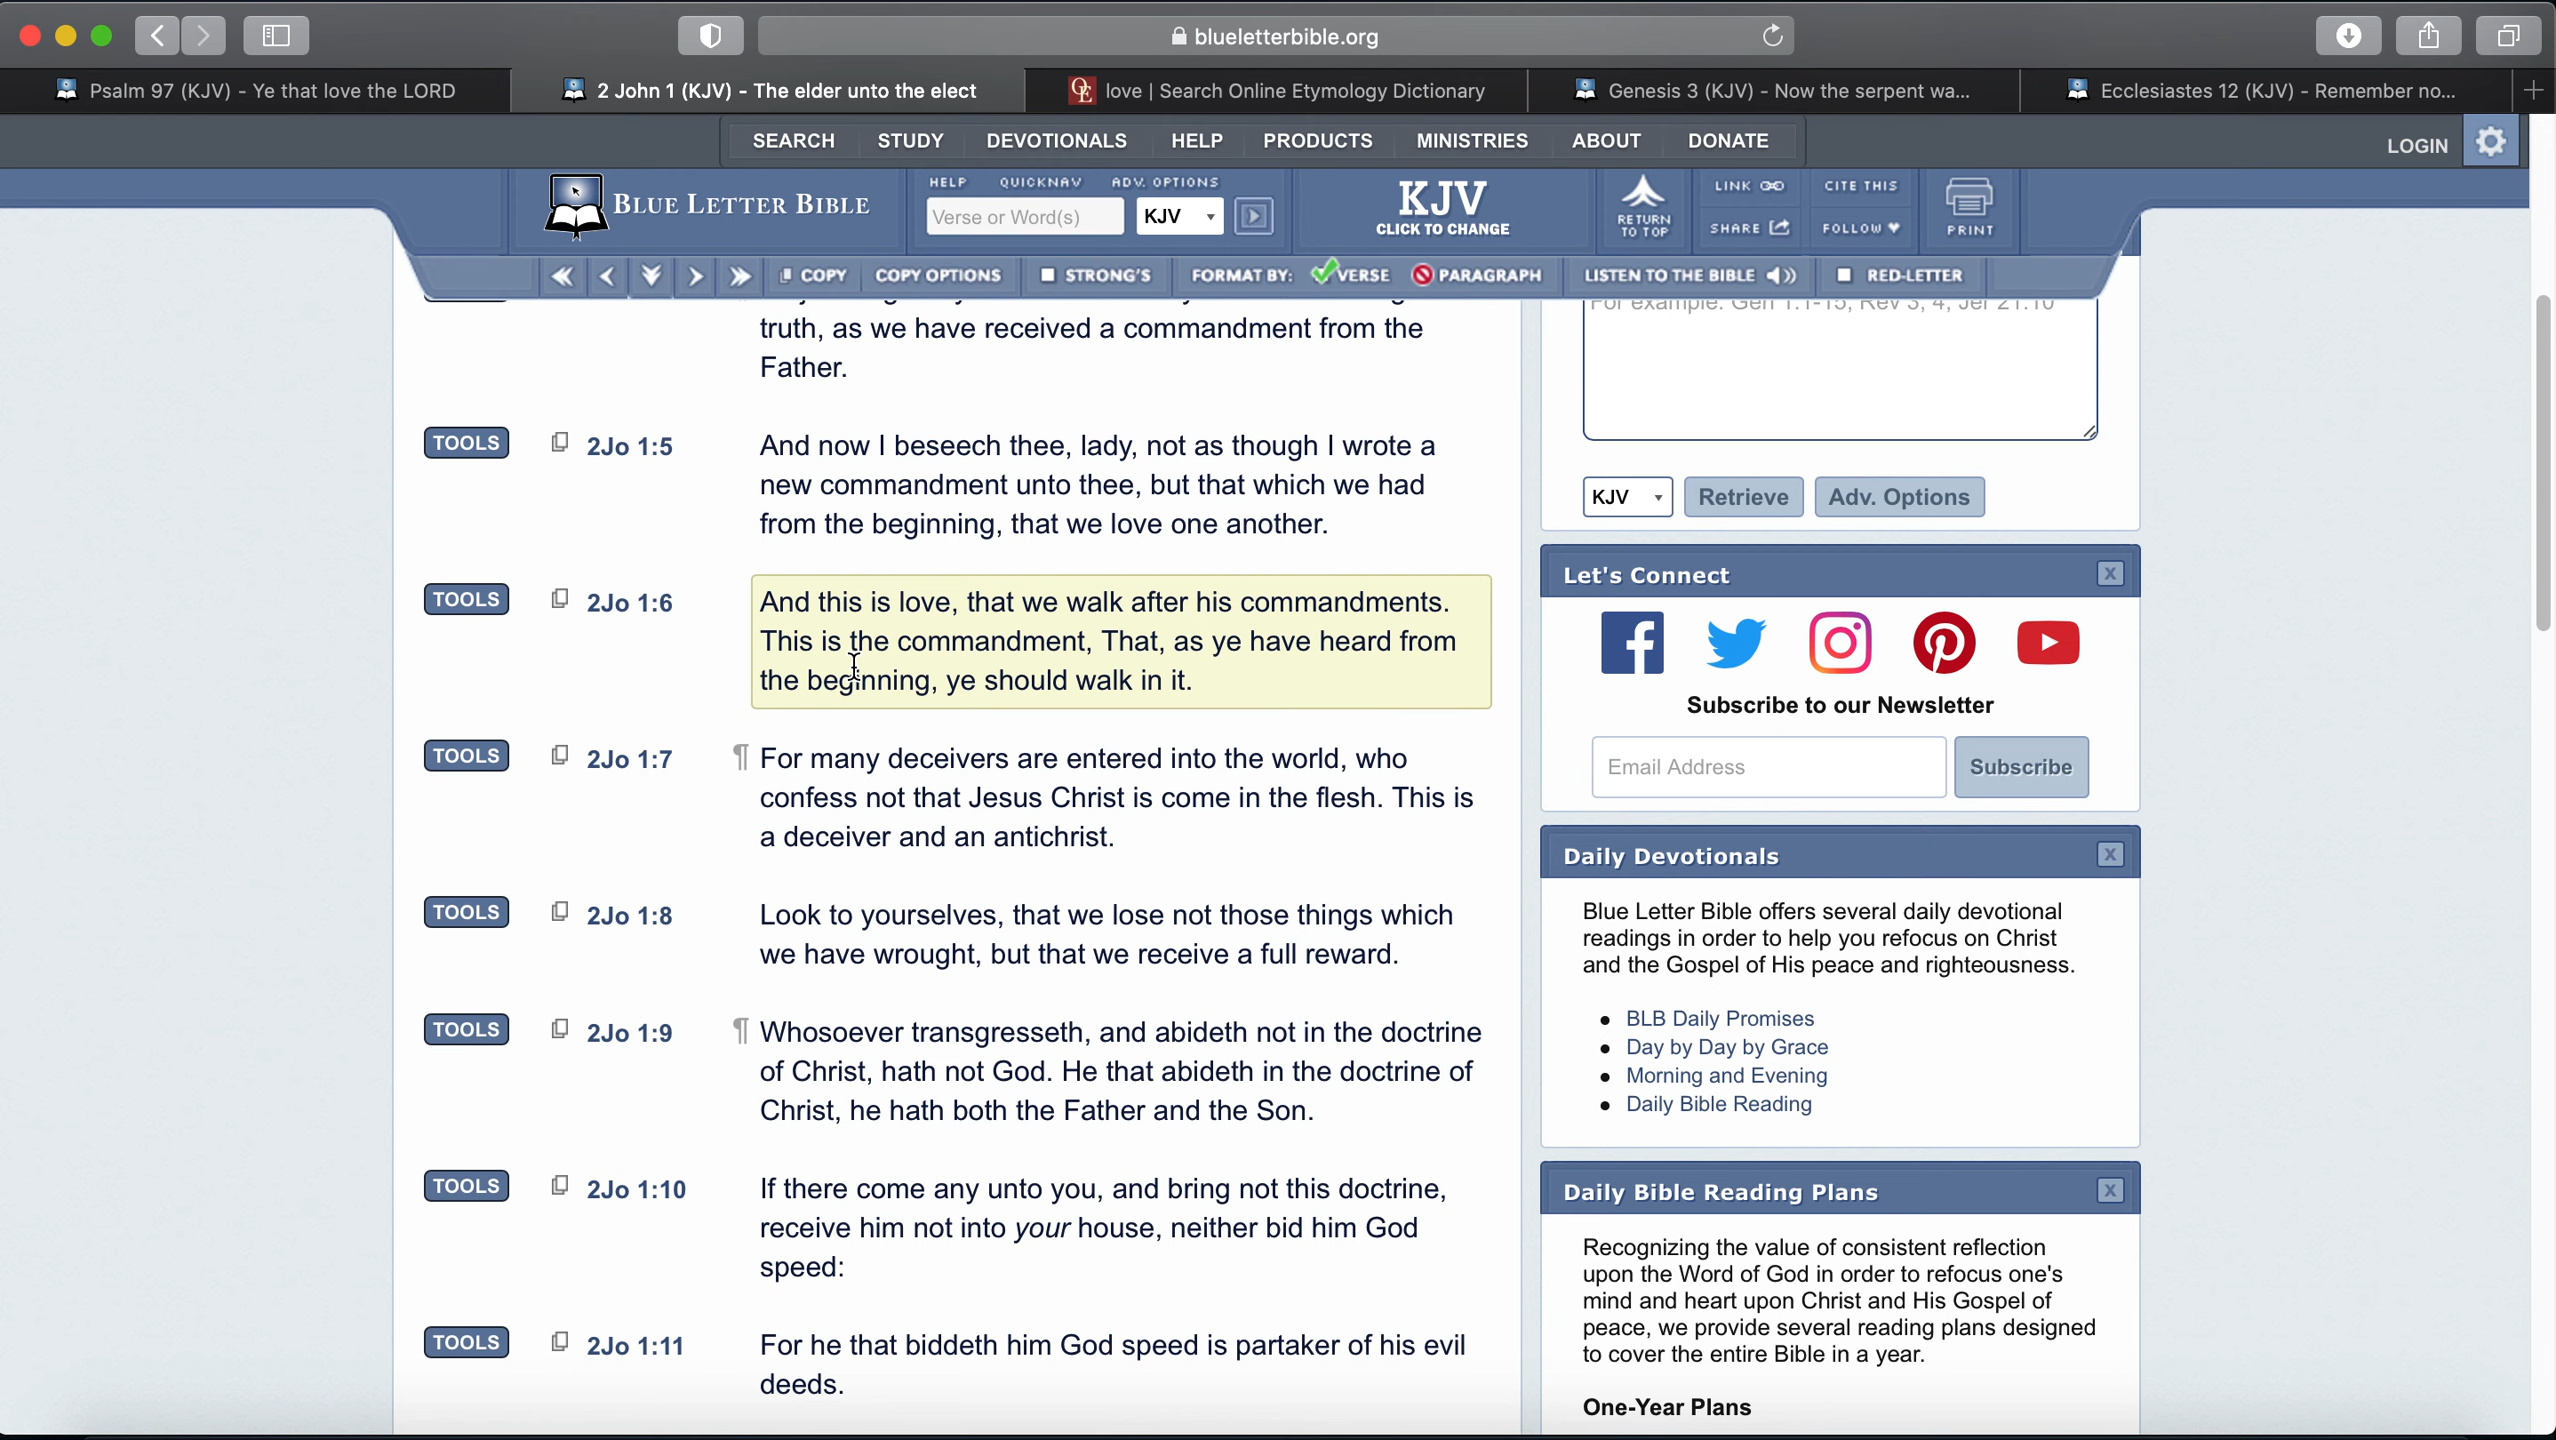 blueletterbible.org
Psalm 97 (KJV) - Ye that love the LORD
2 John 1 (KJV) - The elder unto the elect
love | Search Online Etymology Dictionary
Genesis 3 (KJV) - Now the serpent wa...
Ecclesiastes 12 (KJV) - Remember no...
SEARCH STUDY DEVOTIONALS HELP PRODUCTS MINISTRIES ABOUT DONATE
LOGIN
BLUE LETTER BIBLE
HELP QUICKNAV ADV. OPTIONS
Verse or Word(s) KJV
KJV
CLICK TO CHANGE
RETURN
TO TOP
LINK
SHARE
CITE THIS
FOLLOW
PRINT
COPY COPY OPTIONS STRONG'S FORMAT BY: VERSE PARAGRAPH LISTEN TO THE BIBLE RED-LETTER
truth, as we have received a commandment from the
Father.
TOOLS 2Jo 1:5 And now I beseech thee, lady, not as though I wrote a
new commandment unto thee, but that which we had
from the beginning, that we love one another.
TOOLS 2Jo 1:6 And this is love, that we walk after his commandments.
This is the commandment, That, as ye have heard from
the beginning, ye should walk in it.
TOOLS 2Jo 1:7 ¶ For many deceivers are entered into the world, who
confess not that Jesus Christ is come in the flesh. This is
a deceiver and an antichrist.
TOOLS 2Jo 1:8 Look to yourselves, that we lose not those things which
we have wrought, but that we receive a full reward.
TOOLS 2Jo 1:9 ¶ Whosoever transgresseth, and abideth not in the doctrine
of Christ, hath not God. He that abideth in the doctrine of
Christ, he hath both the Father and the Son.
TOOLS 2Jo 1:10 If there come any unto you, and bring not this doctrine,
receive him not into your house, neither bid him God
speed:
TOOLS 2Jo 1:11 For he that biddeth him God speed is partaker of his evil
deeds.
For example: Gen 1:1-15, Rev 3, 4, Jer 21:10
KJV Retrieve Adv. Options
Let's Connect
Subscribe to our Newsletter
Email Address Subscribe
Daily Devotionals
Blue Letter Bible offers several daily devotional
readings in order to help you refocus on Christ
and the Gospel of His peace and righteousness.
BLB Daily Promises
Day by Day by Grace
Morning and Evening
Daily Bible Reading
Daily Bible Reading Plans
Recognizing the value of consistent reflection
upon the Word of God in order to refocus one's
mind and heart upon Christ and His Gospel of
peace, we provide several reading plans designed
to cover the entire Bible in a year.
One-Year Plans